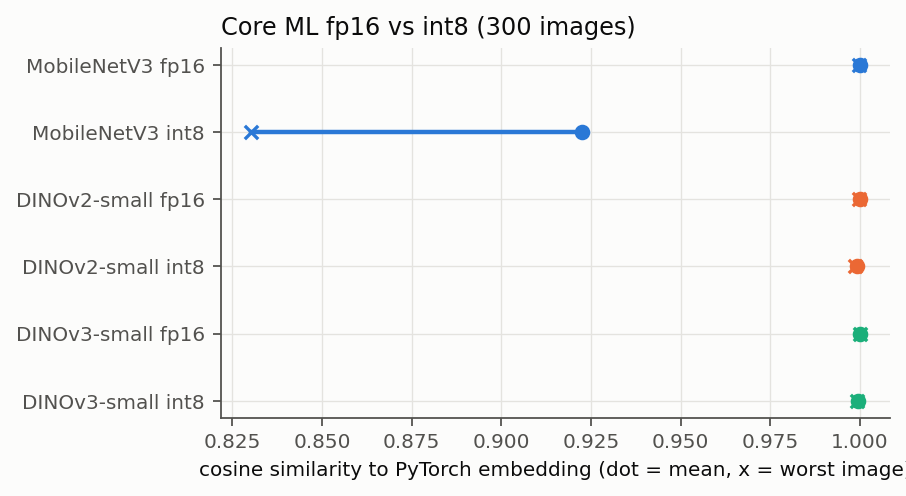 Core ML fp16 vs int8 (300 images)
MobileNetV3 fp16
MobileNetV3 int8
DINOv2-small fp16
DINOv2-small int8
DINOv3-small fp16
DINOv3-small int8
0.825 0.850 0.875 0.900 0.925 0.950 0.975 1.000
cosine similarity to PyTorch embedding (dot = mean, x = worst image)